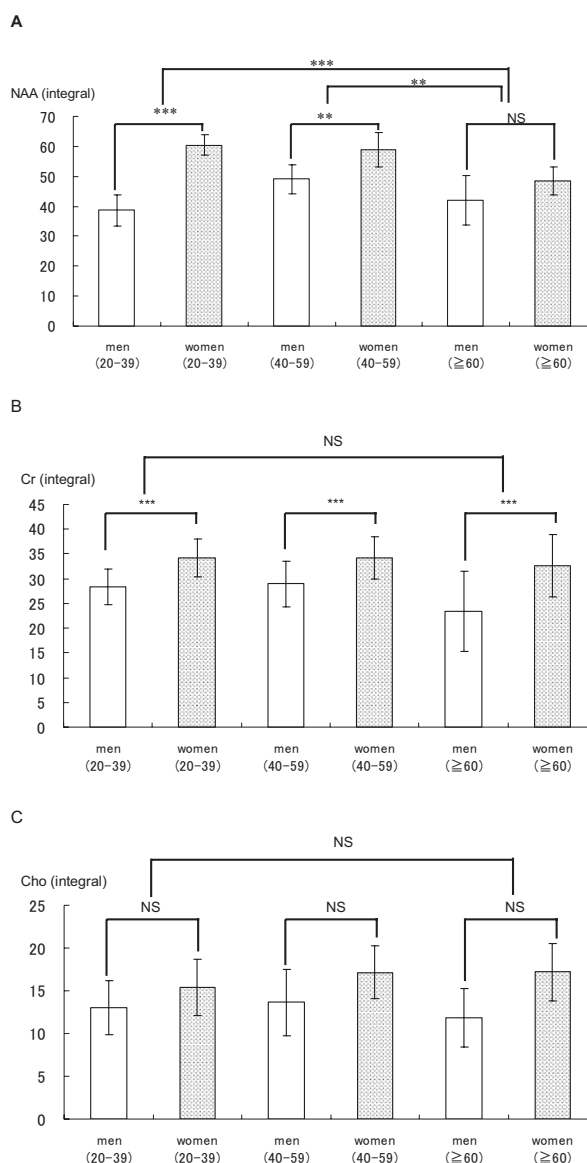 A
***
NAA (integral)
**
70
***
**
NS
60
50
40
30
20
10
0
men women men women men women
(20-39) (20-39) (40-59) (40-59) (≧60) (≧60)
B
NS
Cr (integral)
45
***
***
***
40
35
30
25
20
15
10
5
0
men women men women men women
(20-39) (20-39) (40-59) (40-59) (≧60) (≧60)
C
NS
Cho (integral)
25
NS
NS
NS
20
15
10
5
0
men women men women men women
(20-39) (20-39) (40-59) (40-59) (≧60) (≧60)